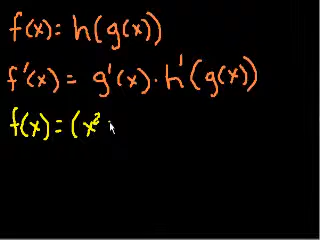 f(x) = h(g(x))
f'(x) = g'(x) · h'(g(x))
f(x) = (x²